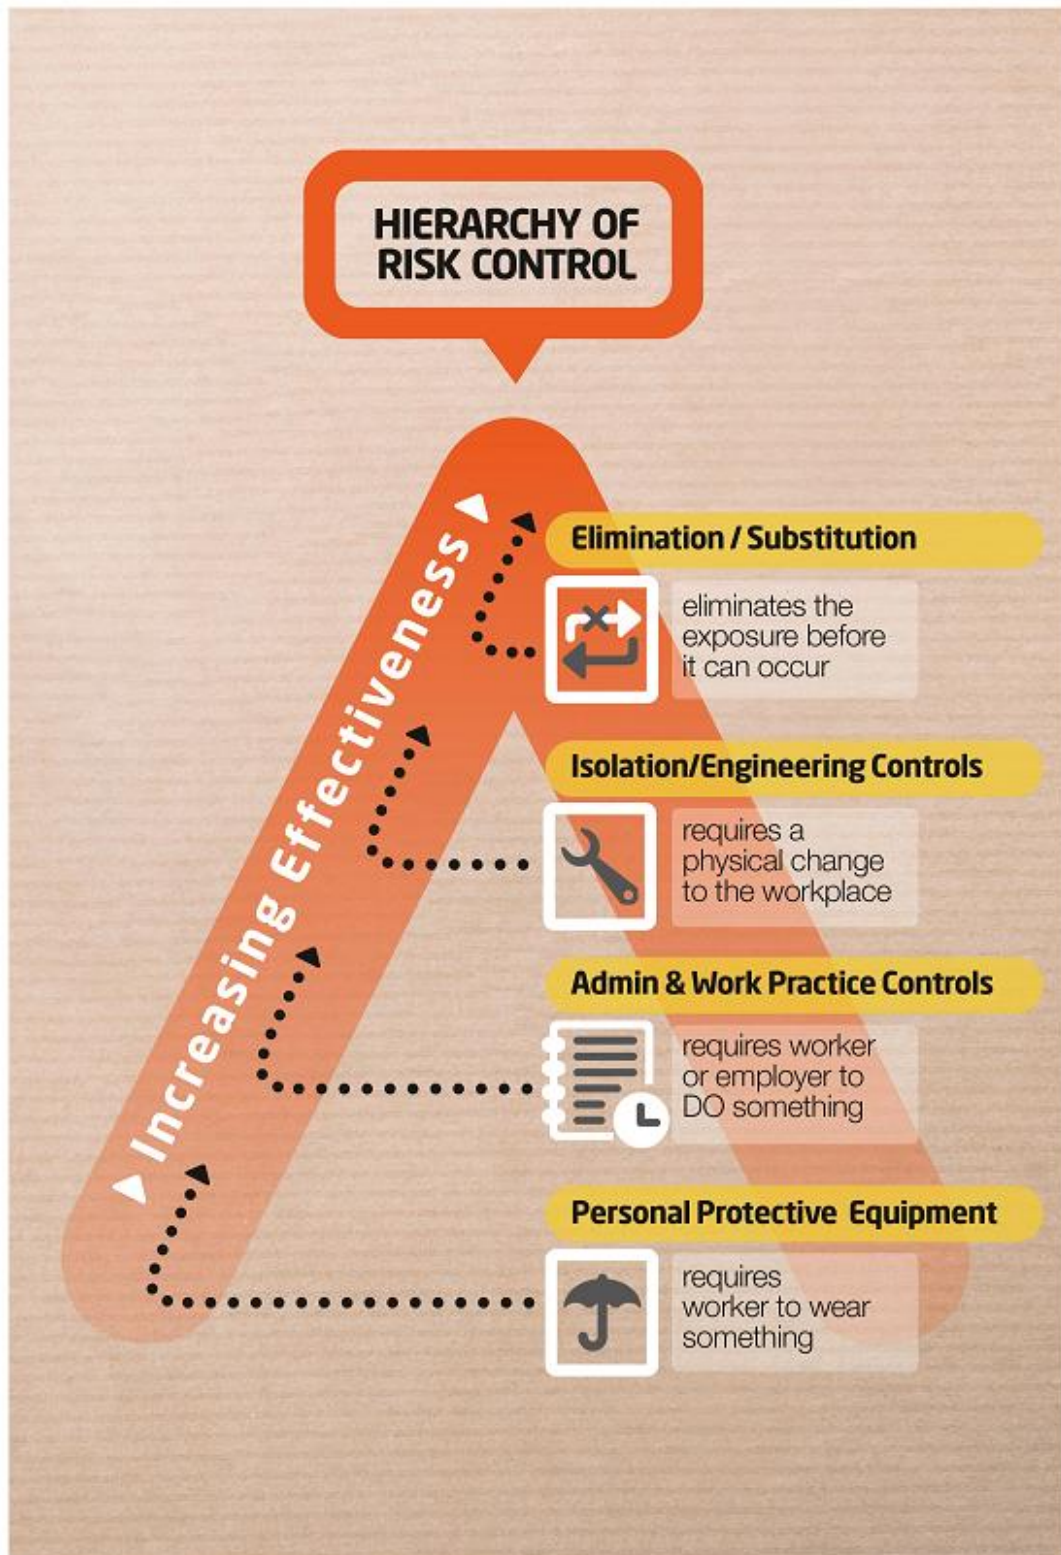 HIERARCHY OF
RISK CONTROL
Increasing Effectiveness
Elimination / Substitution
eliminates the
exposure before
it can occur
Isolation/Engineering Controls
requires a
physical change
to the workplace
Admin & Work Practice Controls
requires worker
or employer to
DO something
Personal Protective Equipment
requires
worker to wear
something